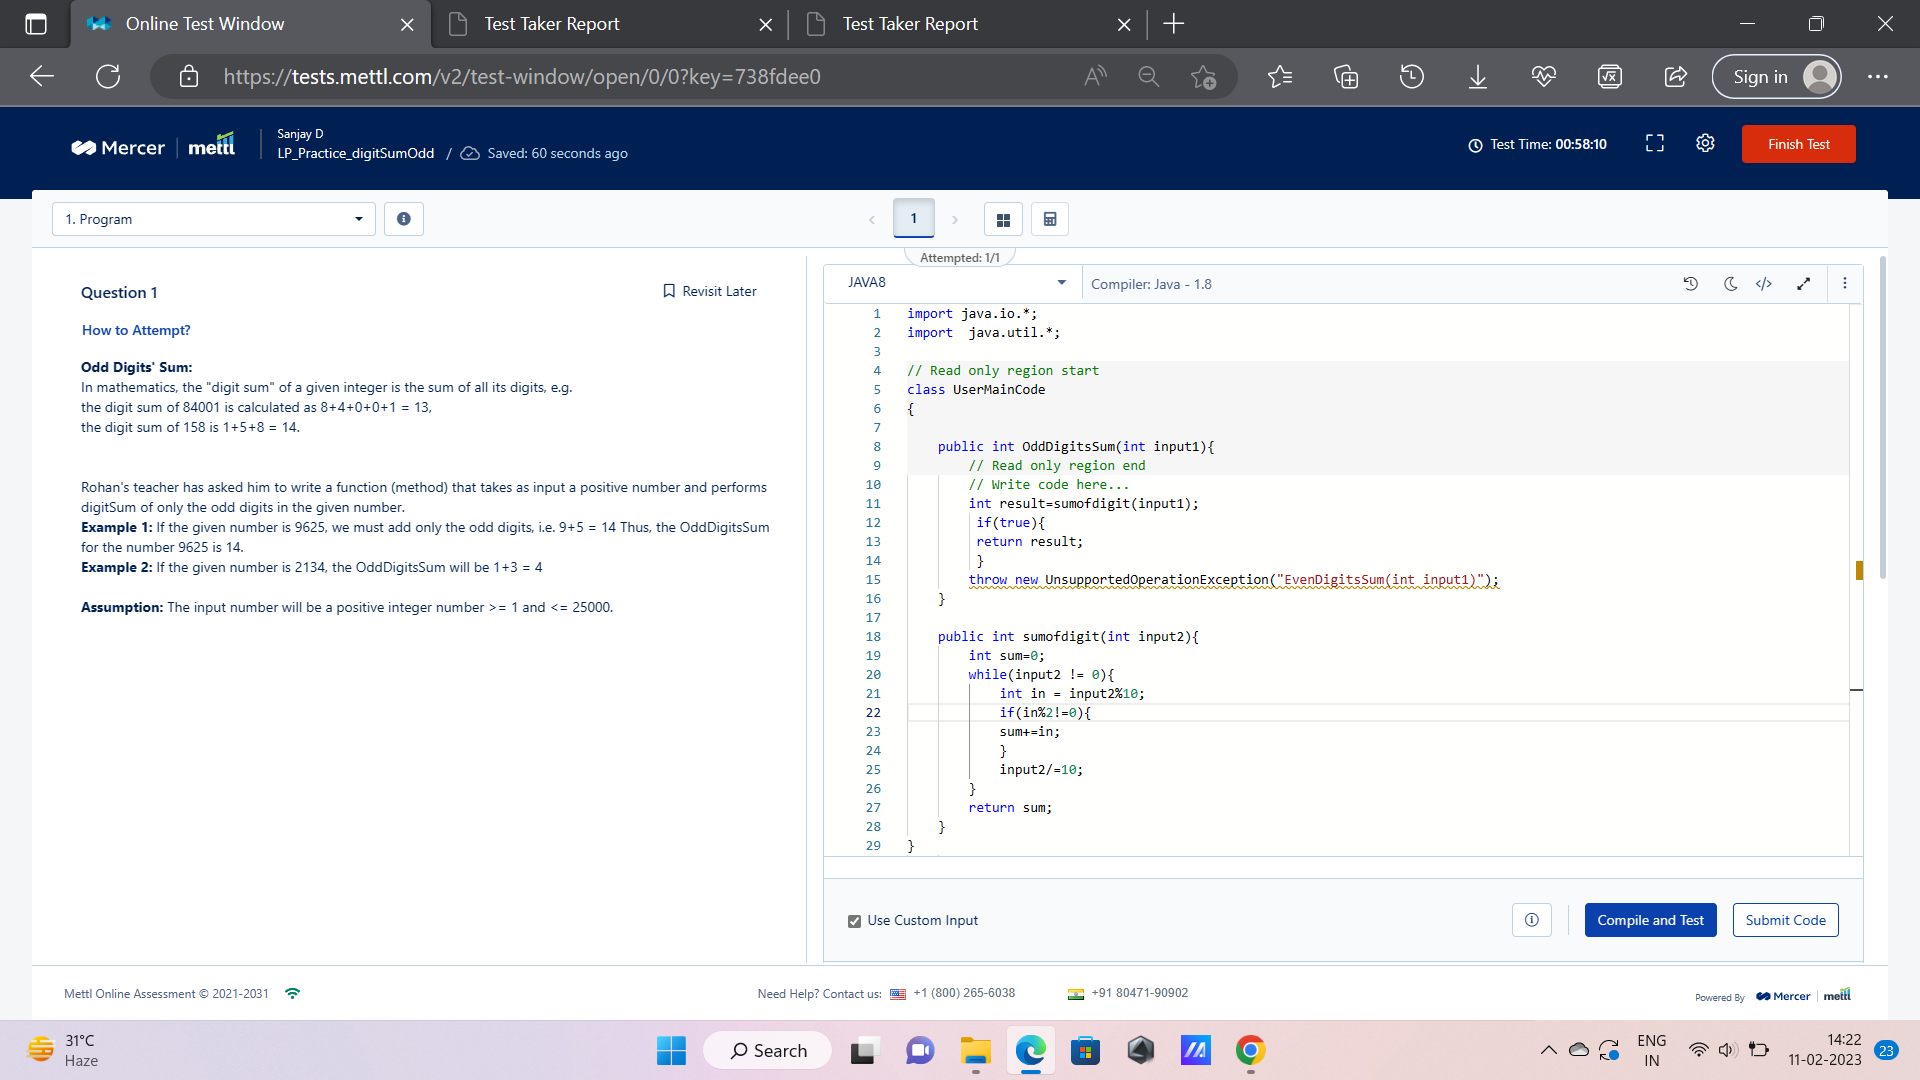 Online Test Window
Test Taker Report
Test Taker Report
https://tests.mettl.com/v2/test-window/open/0/0?key=738fdee0
Sign in
Mercer | mettl
Sanjay D
LP_Practice_digitSumOdd / Saved: 60 seconds ago
Test Time: 00:58:10
Finish Test
1. Program
1
Attempted: 1/1
Question 1
Revisit Later
How to Attempt?
Odd Digits' Sum:
In mathematics, the "digit sum" of a given integer is the sum of all its digits, e.g.
the digit sum of 84001 is calculated as 8+4+0+0+1 = 13,
the digit sum of 158 is 1+5+8 = 14.
Rohan's teacher has asked him to write a function (method) that takes as input a positive number and performs
digitSum of only the odd digits in the given number.
Example 1: If the given number is 9625, we must add only the odd digits, i.e. 9+5 = 14 Thus, the OddDigitsSum
for the number 9625 is 14.
Example 2: If the given number is 2134, the OddDigitsSum will be 1+3 = 4
Assumption: The input number will be a positive integer number >= 1 and <= 25000.
JAVA8
Compiler: Java - 1.8
1 import java.io.*;
2 import  java.util.*;
3
4 // Read only region start
5 class UserMainCode
6 {
7
8     public int OddDigitsSum(int input1){
9         // Read only region end
10         // Write code here...
11         int result=sumofdigit(input1);
12          if(true){
13          return result;
14          }
15         throw new UnsupportedOperationException("EvenDigitsSum(int input1)");
16     }
17
18     public int sumofdigit(int input2){
19         int sum=0;
20         while(input2 != 0){
21             int in = input2%10;
22             if(in%2!=0){
23             sum+=in;
24             }
25             input2/=10;
26         }
27         return sum;
28     }
29 }
Use Custom Input
Compile and Test
Submit Code
Mettl Online Assessment © 2021-2031
Need Help? Contact us: +1 (800) 265-6038
+91 80471-90902
Powered By Mercer | mettl
31°C
Haze
Search
ENG
IN
14:22
11-02-2023
23